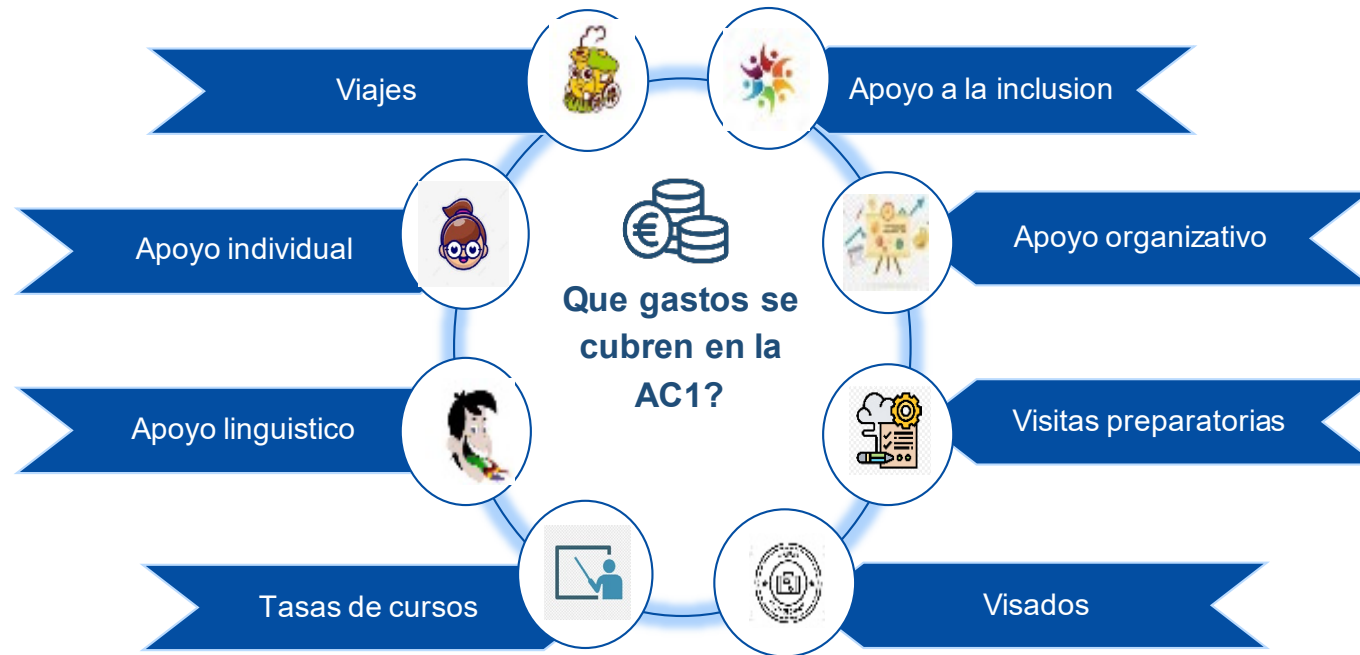 Viajes
Apoyo a la inclusion
Apoyo individual
Apoyo organizativo
Que gastos se
cubren en la
AC1?
Apoyo linguistico
Visitas preparatorias
Tasas de cursos
Visados